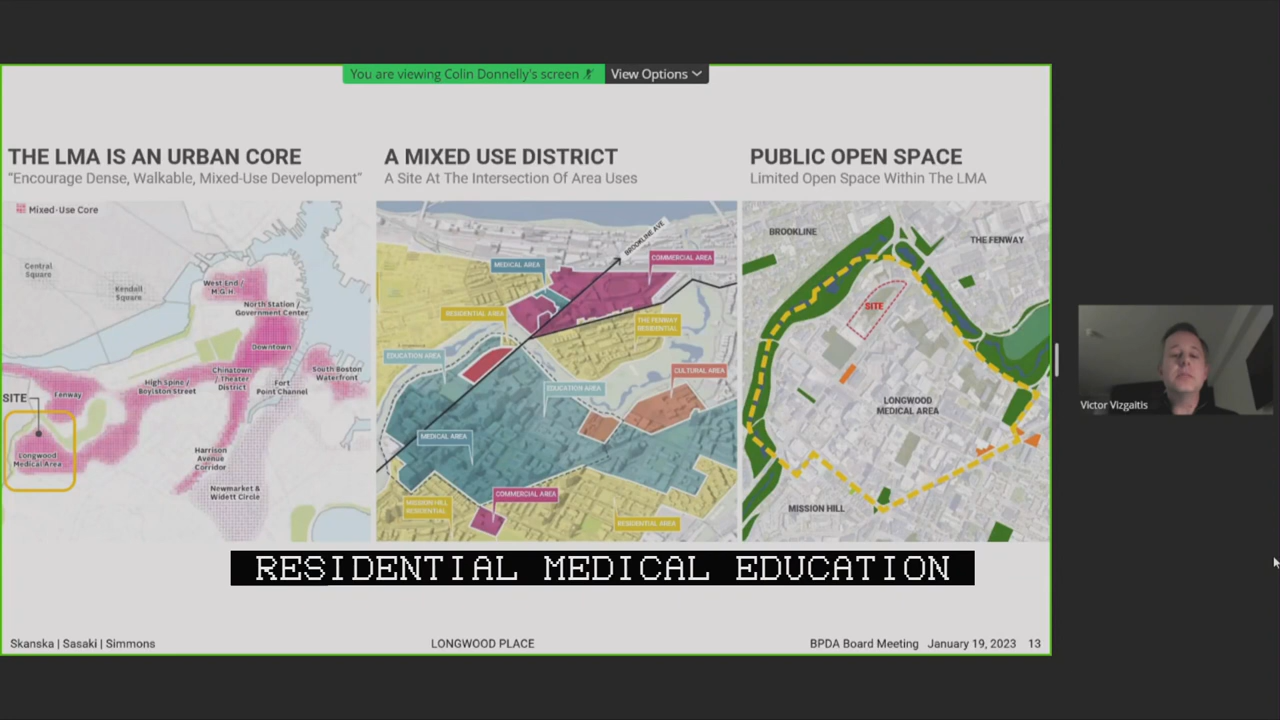 You are viewing Colin Donnelly's screen
View Options
THE LMA IS AN URBAN CORE
"Encourage Dense, Walkable, Mixed-Use Development"
Mixed-Use Core
Central
Square
Kendall
Square
West End /
M.G.H
North Station /
Government Center
Downtown
Chinatown
/ Theater
District
High Spine /
Boylston Street
Fort
Point Channel
South Boston
Waterfront
SITE
Fenway
Longwood
Medical Area
Harrison
Avenue
Corridor
Newmarket &
Widett Circle
A MIXED USE DISTRICT
A Site At The Intersection Of Area Uses
BROOKLINE AVE
MEDICAL AREA
COMMERCIAL AREA
RESIDENTIAL AREA
THE FENWAY
RESIDENTIAL
EDUCATION AREA
CULTURAL AREA
EDUCATION AREA
MEDICAL AREA
COMMERCIAL AREA
MISSION HILL
RESIDENTIAL
RESIDENTIAL AREA
PUBLIC OPEN SPACE
Limited Open Space Within The LMA
BROOKLINE
THE FENWAY
SITE
LONGWOOD
MEDICAL AREA
MISSION HILL
Victor Vizgaitis
RESIDENTIAL MEDICAL EDUCATION
Skanska | Sasaki | Simmons
LONGWOOD PLACE
BPDA Board Meeting January 19, 2023 13